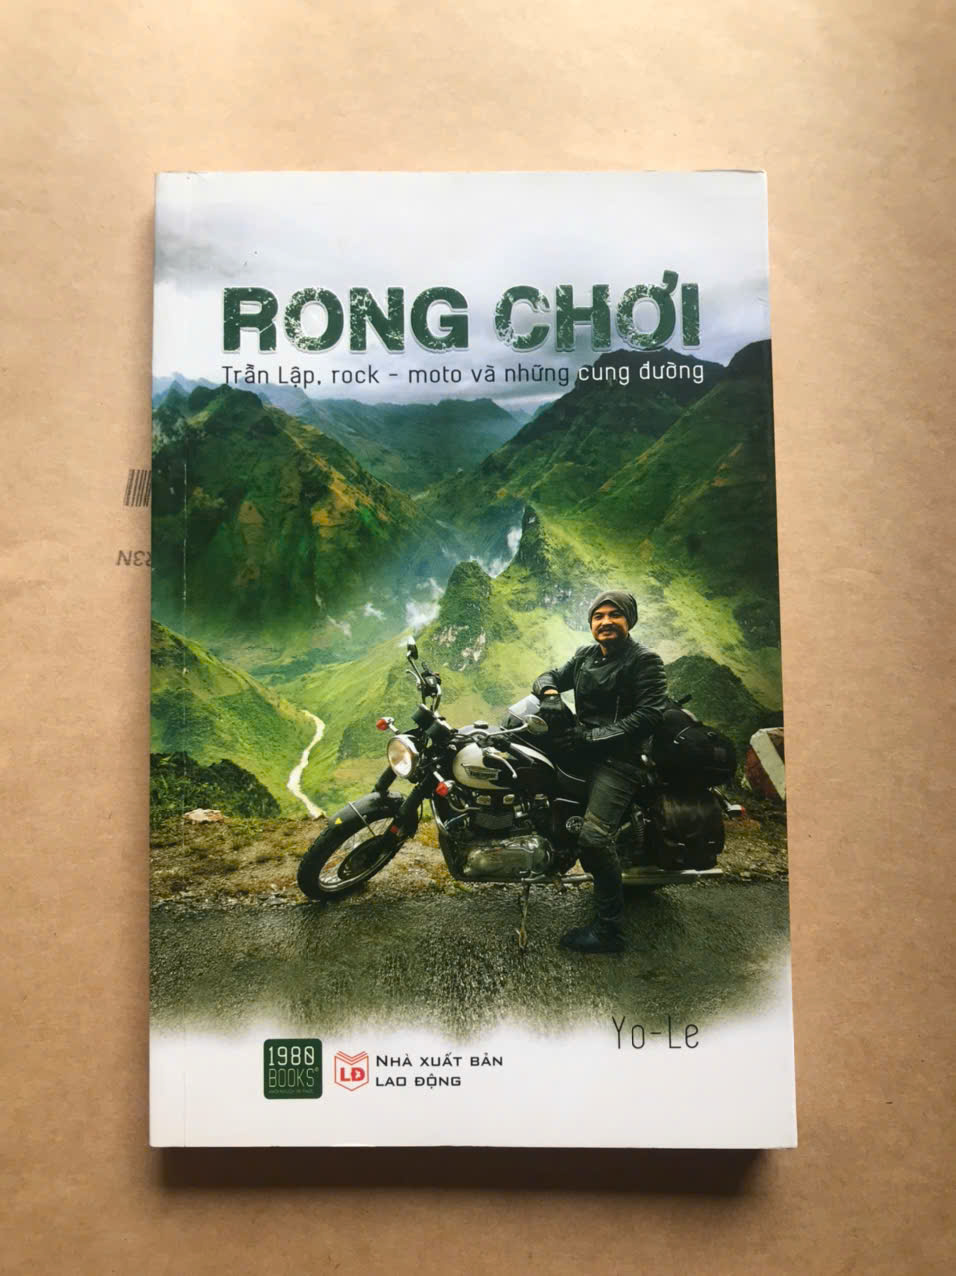 RONG CHƠI
Trần Lập, rock - moto và những cung đường
Yo-Le
1980
BOOKS
LĐ
NHÀ XUẤT BẢN
LAO ĐỘNG